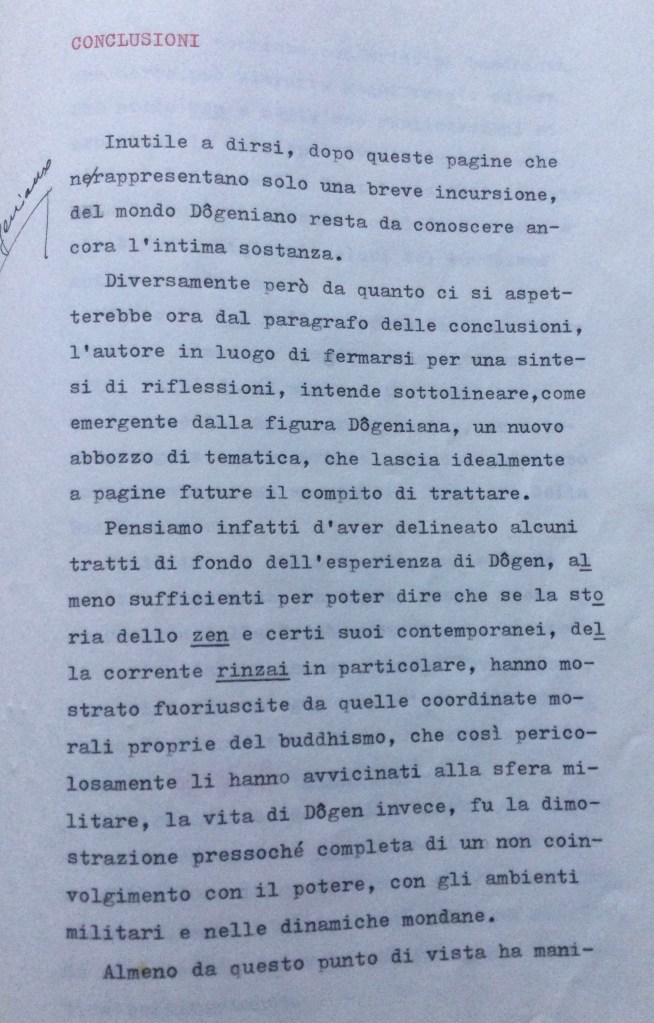 CONCLUSIONI
Inutile a dirsi, dopo queste pagine che
ne rappresentano solo una breve incursione,
del mondo Dôgeniano resta da conoscere an-
cora l'intima sostanza.
Diversamente però da quanto ci si aspet-
terebbe ora dal paragrafo delle conclusioni,
l'autore in luogo di fermarsi per una sinte-
si di riflessioni, intende sottolineare,come
emergente dalla figura Dôgeniana, un nuovo
abbozzo di tematica, che lascia idealmente
a pagine future il compito di trattare.
Pensiamo infatti d'aver delineato alcuni
tratti di fondo dell'esperienza di Dôgen, al
meno sufficienti per poter dire che se la sto
ria dello zen e certi suoi contemporanei, del
la corrente rinzai in particolare, hanno mo-
strato fuoriuscite da quelle coordinate mo-
rali proprie del buddhismo, che così perico-
losamente li hanno avvicinati alla sfera mi-
litare, la vita di Dôgen invece, fu la dimo-
strazione pressoché completa di un non coin-
volgimento con il potere, con gli ambienti
militari e nelle dinamiche mondane.
Almeno da questo punto di vista ha mani-